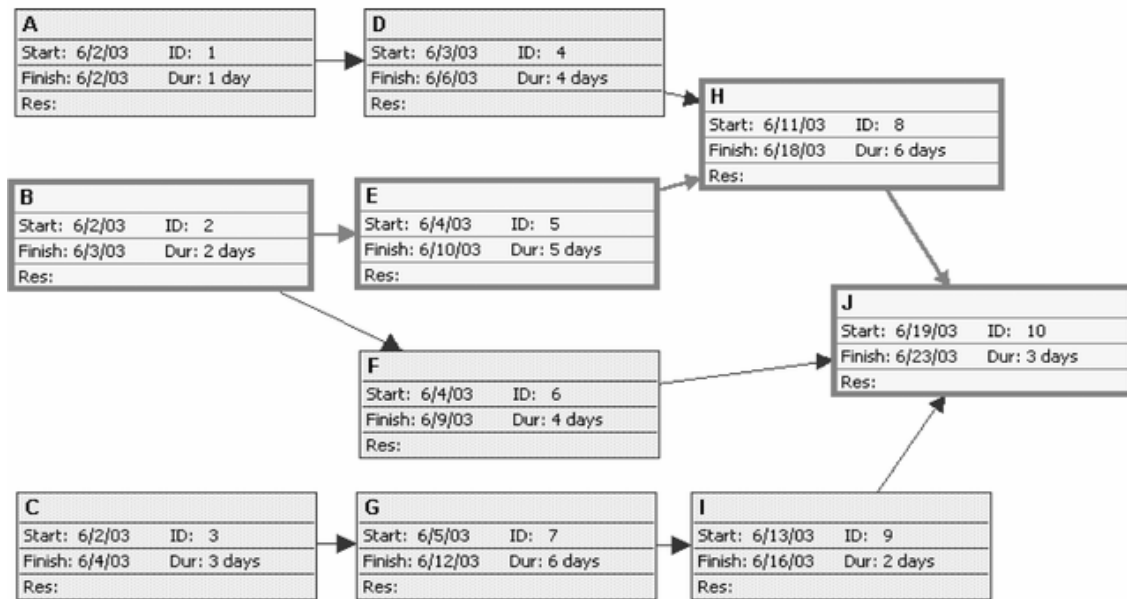 A
Start: 6/2/03 ID: 1
Finish: 6/2/03 Dur: 1 day
Res:
D
Start: 6/3/03 ID: 4
Finish: 6/6/03 Dur: 4 days
Res:
H
Start: 6/11/03 ID: 8
Finish: 6/18/03 Dur: 6 days
Res:
B
Start: 6/2/03 ID: 2
Finish: 6/3/03 Dur: 2 days
Res:
E
Start: 6/4/03 ID: 5
Finish: 6/10/03 Dur: 5 days
Res:
J
Start: 6/19/03 ID: 10
Finish: 6/23/03 Dur: 3 days
Res:
F
Start: 6/4/03 ID: 6
Finish: 6/9/03 Dur: 4 days
Res:
C
Start: 6/2/03 ID: 3
Finish: 6/4/03 Dur: 3 days
Res:
G
Start: 6/5/03 ID: 7
Finish: 6/12/03 Dur: 6 days
Res:
I
Start: 6/13/03 ID: 9
Finish: 6/16/03 Dur: 2 days
Res: